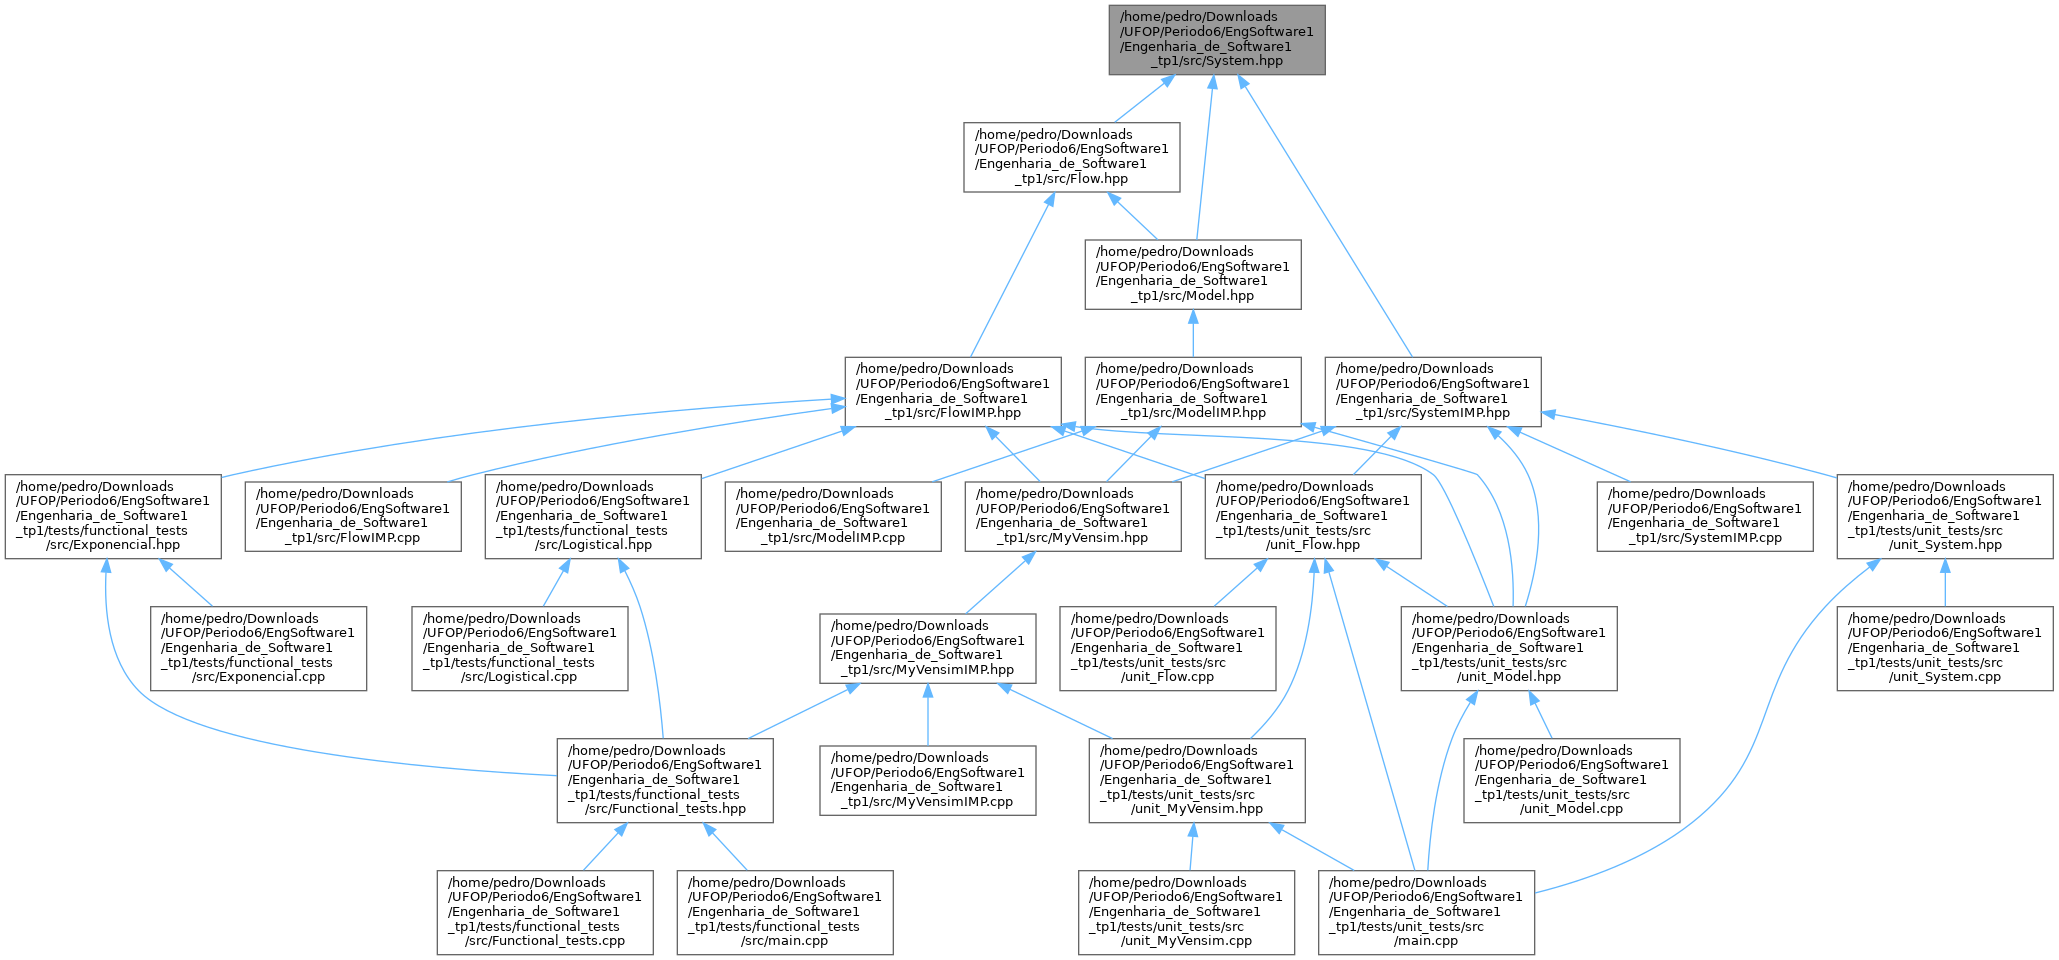 /home/pedro/Downloads
/UFOP/Periodo6/EngSoftware1
/Engenharia_de_Software1
_tp1/src/System.hpp
/home/pedro/Downloads
/UFOP/Periodo6/EngSoftware1
/Engenharia_de_Software1
_tp1/src/Flow.hpp
/home/pedro/Downloads
/UFOP/Periodo6/EngSoftware1
/Engenharia_de_Software1
_tp1/src/Model.hpp
/home/pedro/Downloads
/UFOP/Periodo6/EngSoftware1
/Engenharia_de_Software1
_tp1/src/FlowIMP.hpp
/home/pedro/Downloads
/UFOP/Periodo6/EngSoftware1
/Engenharia_de_Software1
_tp1/src/ModelIMP.hpp
/home/pedro/Downloads
/UFOP/Periodo6/EngSoftware1
/Engenharia_de_Software1
_tp1/src/SystemIMP.hpp
/home/pedro/Downloads
/UFOP/Periodo6/EngSoftware1
/Engenharia_de_Software1
_tp1/tests/functional_tests
/src/Exponencial.hpp
/home/pedro/Downloads
/UFOP/Periodo6/EngSoftware1
/Engenharia_de_Software1
_tp1/src/FlowIMP.cpp
/home/pedro/Downloads
/UFOP/Periodo6/EngSoftware1
/Engenharia_de_Software1
_tp1/tests/functional_tests
/src/Logistical.hpp
/home/pedro/Downloads
/UFOP/Periodo6/EngSoftware1
/Engenharia_de_Software1
_tp1/src/ModelIMP.cpp
/home/pedro/Downloads
/UFOP/Periodo6/EngSoftware1
/Engenharia_de_Software1
_tp1/src/MyVensim.hpp
/home/pedro/Downloads
/UFOP/Periodo6/EngSoftware1
/Engenharia_de_Software1
_tp1/tests/unit_tests/src
/unit_Flow.hpp
/home/pedro/Downloads
/UFOP/Periodo6/EngSoftware1
/Engenharia_de_Software1
_tp1/src/SystemIMP.cpp
/home/pedro/Downloads
/UFOP/Periodo6/EngSoftware1
/Engenharia_de_Software1
_tp1/tests/unit_tests/src
/unit_System.hpp
/home/pedro/Downloads
/UFOP/Periodo6/EngSoftware1
/Engenharia_de_Software1
_tp1/tests/functional_tests
/src/Exponencial.cpp
/home/pedro/Downloads
/UFOP/Periodo6/EngSoftware1
/Engenharia_de_Software1
_tp1/tests/functional_tests
/src/Logistical.cpp
/home/pedro/Downloads
/UFOP/Periodo6/EngSoftware1
/Engenharia_de_Software1
_tp1/src/MyVensimIMP.hpp
/home/pedro/Downloads
/UFOP/Periodo6/EngSoftware1
/Engenharia_de_Software1
_tp1/tests/unit_tests/src
/unit_Flow.cpp
/home/pedro/Downloads
/UFOP/Periodo6/EngSoftware1
/Engenharia_de_Software1
_tp1/tests/unit_tests/src
/unit_Model.hpp
/home/pedro/Downloads
/UFOP/Periodo6/EngSoftware1
/Engenharia_de_Software1
_tp1/tests/unit_tests/src
/unit_System.cpp
/home/pedro/Downloads
/UFOP/Periodo6/EngSoftware1
/Engenharia_de_Software1
_tp1/tests/functional_tests
/src/Functional_tests.hpp
/home/pedro/Downloads
/UFOP/Periodo6/EngSoftware1
/Engenharia_de_Software1
_tp1/src/MyVensimIMP.cpp
/home/pedro/Downloads
/UFOP/Periodo6/EngSoftware1
/Engenharia_de_Software1
_tp1/tests/unit_tests/src
/unit_MyVensim.hpp
/home/pedro/Downloads
/UFOP/Periodo6/EngSoftware1
/Engenharia_de_Software1
_tp1/tests/unit_tests/src
/unit_Model.cpp
/home/pedro/Downloads
/UFOP/Periodo6/EngSoftware1
/Engenharia_de_Software1
_tp1/tests/functional_tests
/src/Functional_tests.cpp
/home/pedro/Downloads
/UFOP/Periodo6/EngSoftware1
/Engenharia_de_Software1
_tp1/tests/functional_tests
/src/main.cpp
/home/pedro/Downloads
/UFOP/Periodo6/EngSoftware1
/Engenharia_de_Software1
_tp1/tests/unit_tests/src
/unit_MyVensim.cpp
/home/pedro/Downloads
/UFOP/Periodo6/EngSoftware1
/Engenharia_de_Software1
_tp1/tests/unit_tests/src
/main.cpp